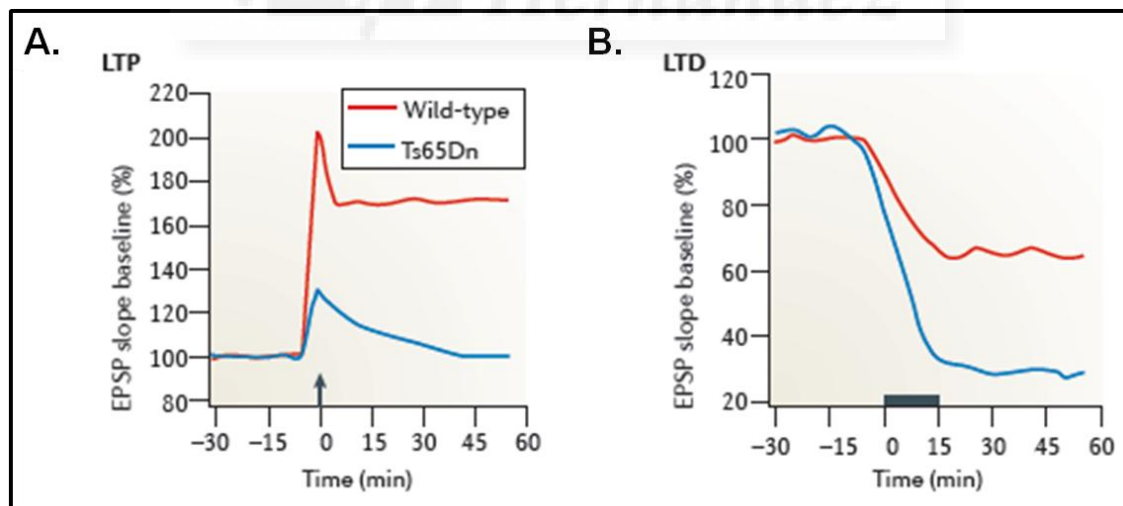 A.
LTP
EPSP slope baseline (%)
220
200
180
160
140
120
100
80
Wild-type
Ts65Dn
−30 −15 0 15 30 45 60
Time (min)
B.
LTD
EPSP slope baseline (%)
120
100
80
60
40
20
−30 −15 0 15 30 45 60
Time (min)